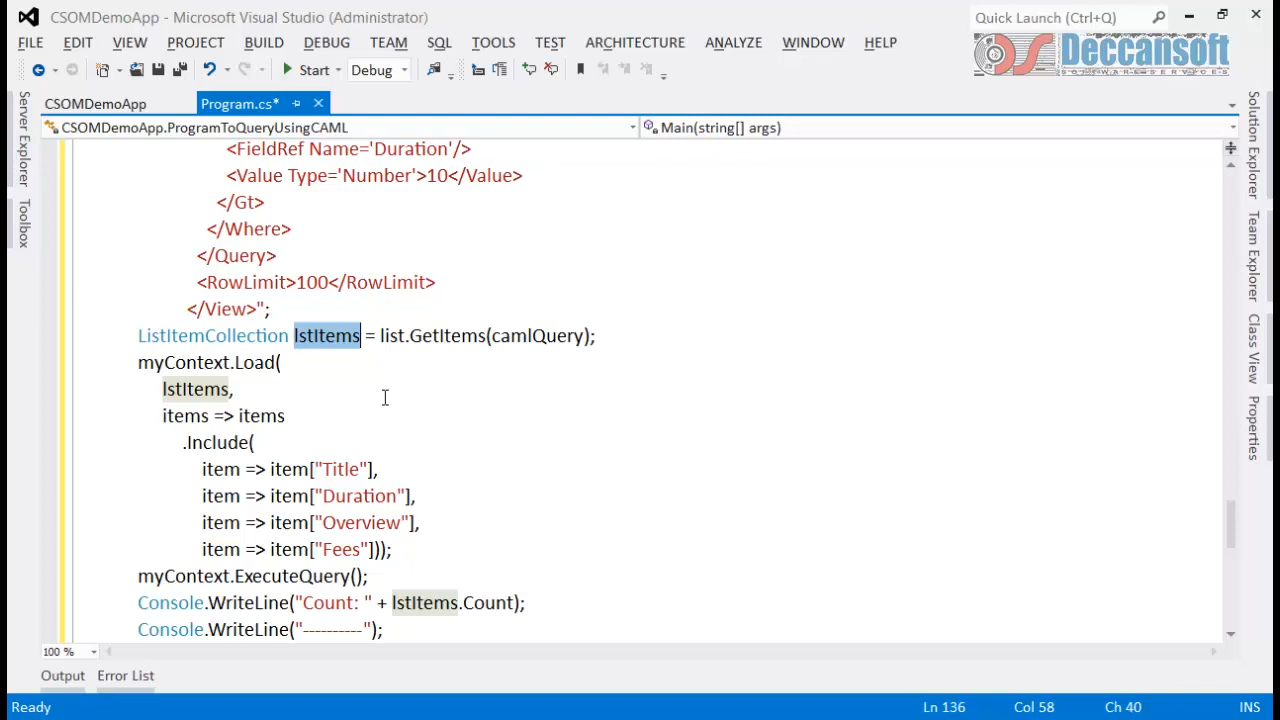 CSOMDemoApp - Microsoft Visual Studio (Administrator)
Quick Launch (Ctrl+Q)
FILE EDIT VIEW PROJECT BUILD DEBUG TEAM SQL TOOLS TEST ARCHITECTURE ANALYZE WINDOW HELP
Deccansoft
SOFTWARE SERVICES
Start Debug
CSOMDemoApp Program.cs*
CSOMDemoApp.ProgramToQueryUsingCAML Main(string[] args)
Server Explorer
Toolbox
<FieldRef Name='Duration'/>
<Value Type='Number'>10</Value>
</Gt>
</Where>
</Query>
<RowLimit>100</RowLimit>
</View>";
ListItemCollection lstItems = list.GetItems(camlQuery);
myContext.Load(
lstItems,
items => items
.Include(
item => item["Title"],
item => item["Duration"],
item => item["Overview"],
item => item["Fees"]));
myContext.ExecuteQuery();
Console.WriteLine("Count: " + lstItems.Count);
Console.WriteLine("----------");
Solution Explorer
Team Explorer
Class View
Properties
100 %
Output Error List
Ready Ln 136 Col 58 Ch 40 INS